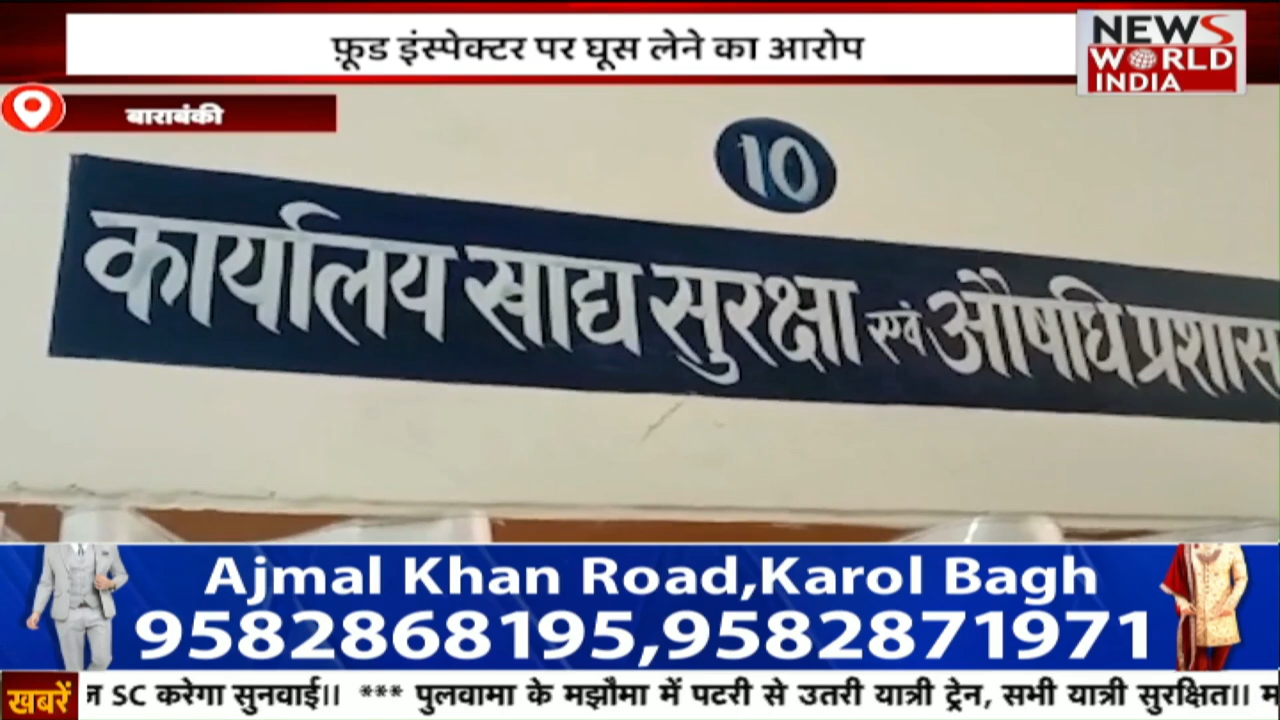 फ़ूड इंस्पेक्टर पर घूस लेने का आरोप
NEWS
WORLD
INDIA
बाराबंकी
10
कार्यालय खाद्य सुरक्षा एवं औषधि प्रशास
Ajmal Khan Road,Karol Bagh
9582868195,9582871971
खबरें
SC करेगा सुनवाई।। *** पुलवामा के मझौमा में पटरी से उतरी यात्री ट्रेन, सभी यात्री सुरक्षित।।